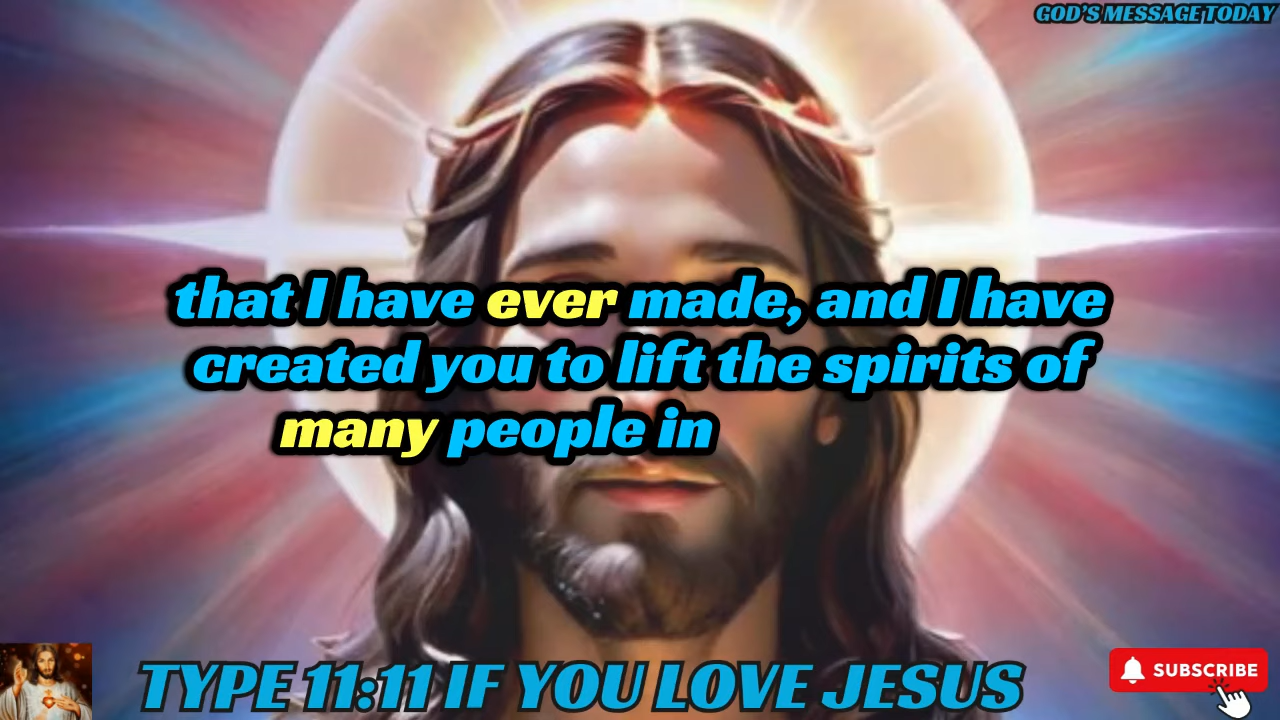 GOD'S MESSAGE TODAY
that I have ever made, and I have
created you to lift the spirits of
many people in
TYPE 11:11 IF YOU LOVE JESUS
SUBSCRIBE